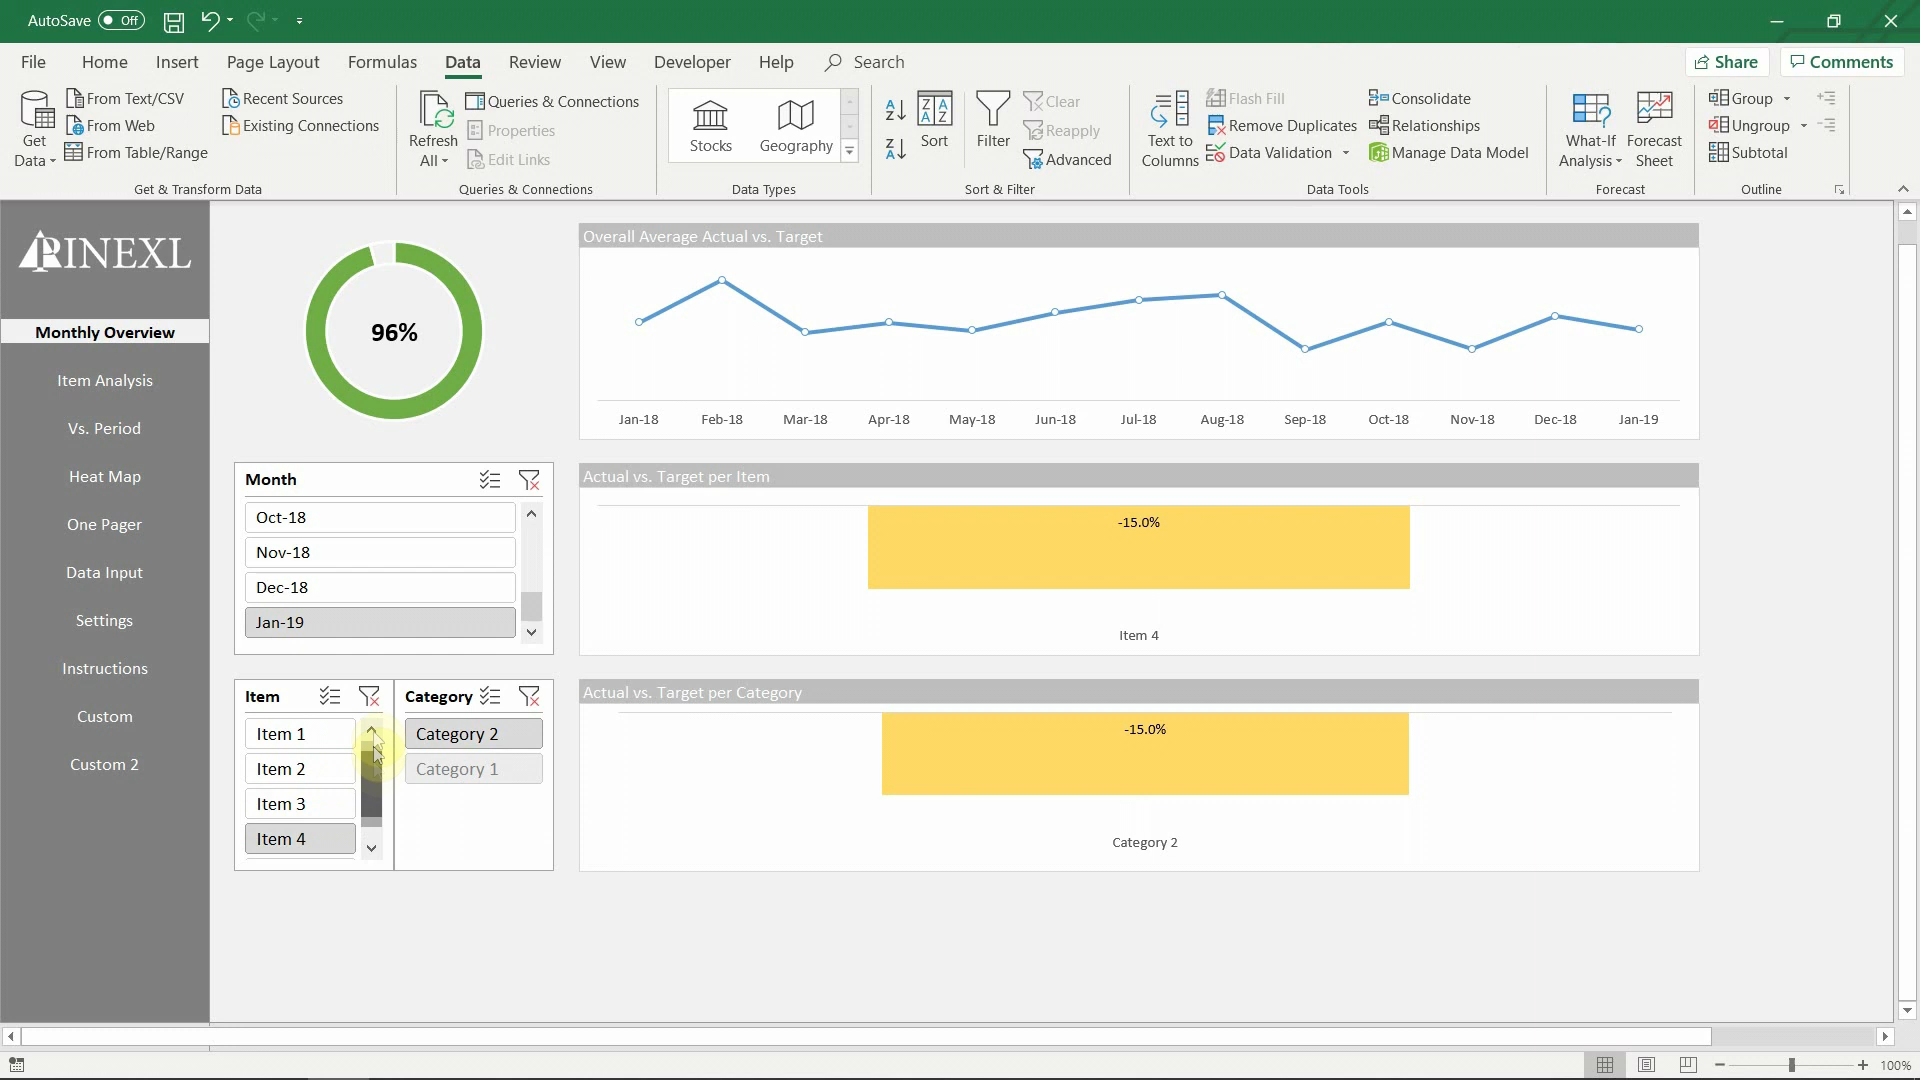 AutoSave Off
File Home Insert Page Layout Formulas Data Review View Developer Help Search Share Comments
Get Data
From Text/CSV
From Web
From Table/Range
Recent Sources
Existing Connections
Get & Transform Data
Refresh All
Queries & Connections
Properties
Edit Links
Queries & Connections
Stocks
Geography
Data Types
Sort
Filter
Clear
Reapply
Advanced
Sort & Filter
Text to Columns
Flash Fill
Remove Duplicates
Data Validation
Consolidate
Relationships
Manage Data Model
Data Tools
What-If Analysis
Forecast Sheet
Forecast
Group
Ungroup
Subtotal
Outline
PINEXL
Monthly Overview
Item Analysis
Vs. Period
Heat Map
One Pager
Data Input
Settings
Instructions
Custom
Custom 2
96%
Overall Average Actual vs. Target
Jan-18 Feb-18 Mar-18 Apr-18 May-18 Jun-18 Jul-18 Aug-18 Sep-18 Oct-18 Nov-18 Dec-18 Jan-19
Month
Oct-18
Nov-18
Dec-18
Jan-19
Actual vs. Target per Item
-15.0%
Item 4
Item
Item 1
Item 2
Item 3
Item 4
Category
Category 2
Category 1
Actual vs. Target per Category
-15.0%
Category 2
100%